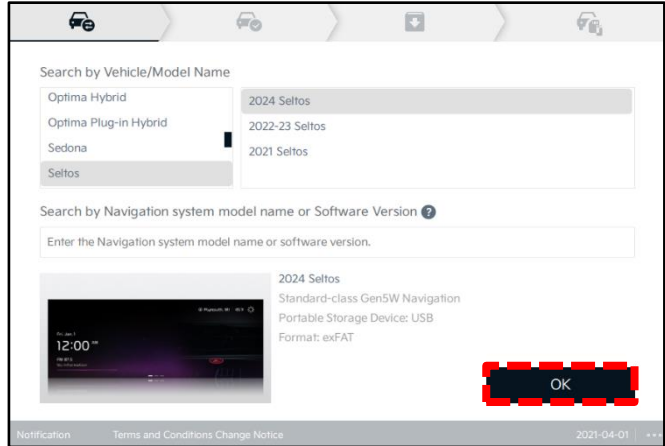 Search by Vehicle/Model Name
Optima Hybrid
Optima Plug-in Hybrid
Sedona
Seltos
2024 Seltos
2022-23 Seltos
2021 Seltos
Search by Navigation system model name or Software Version ?
Enter the Navigation system model name or software version.
2024 Seltos
Standard-class Gen5W Navigation
Portable Storage Device: USB
Format: exFAT
12:00
OK
Notification
Terms and Conditions Change Notice
2021-04-01